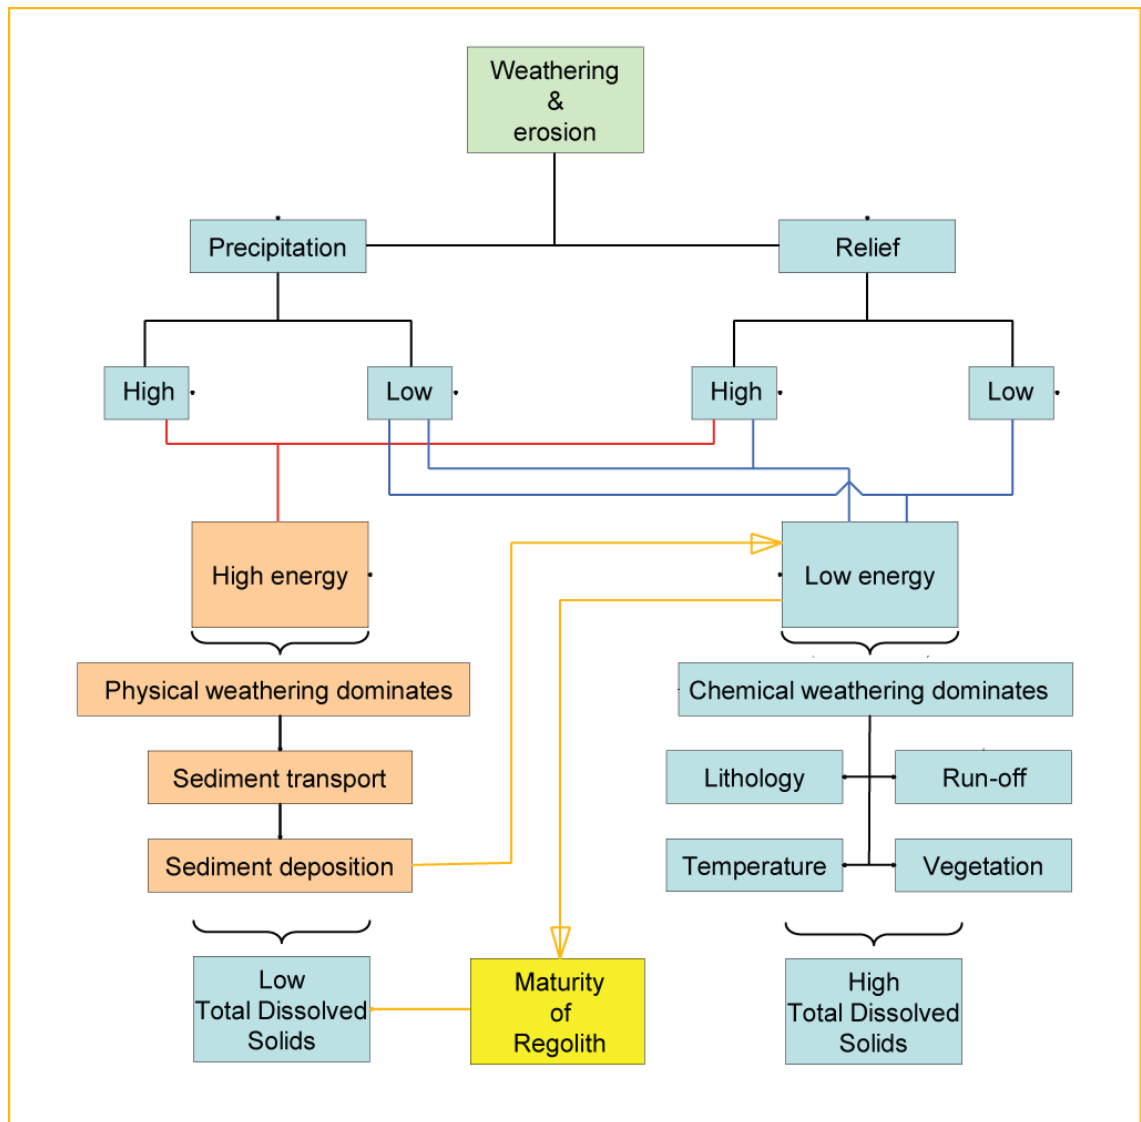 Weathering
&
erosion
Precipitation
Relief
High
Low
High
Low
High energy
Low energy
Physical weathering dominates
Chemical weathering dominates
Sediment transport
Lithology
Run-off
Sediment deposition
Temperature
Vegetation
Low
Total Dissolved
Solids
Maturity
of
Regolith
High
Total Dissolved
Solids